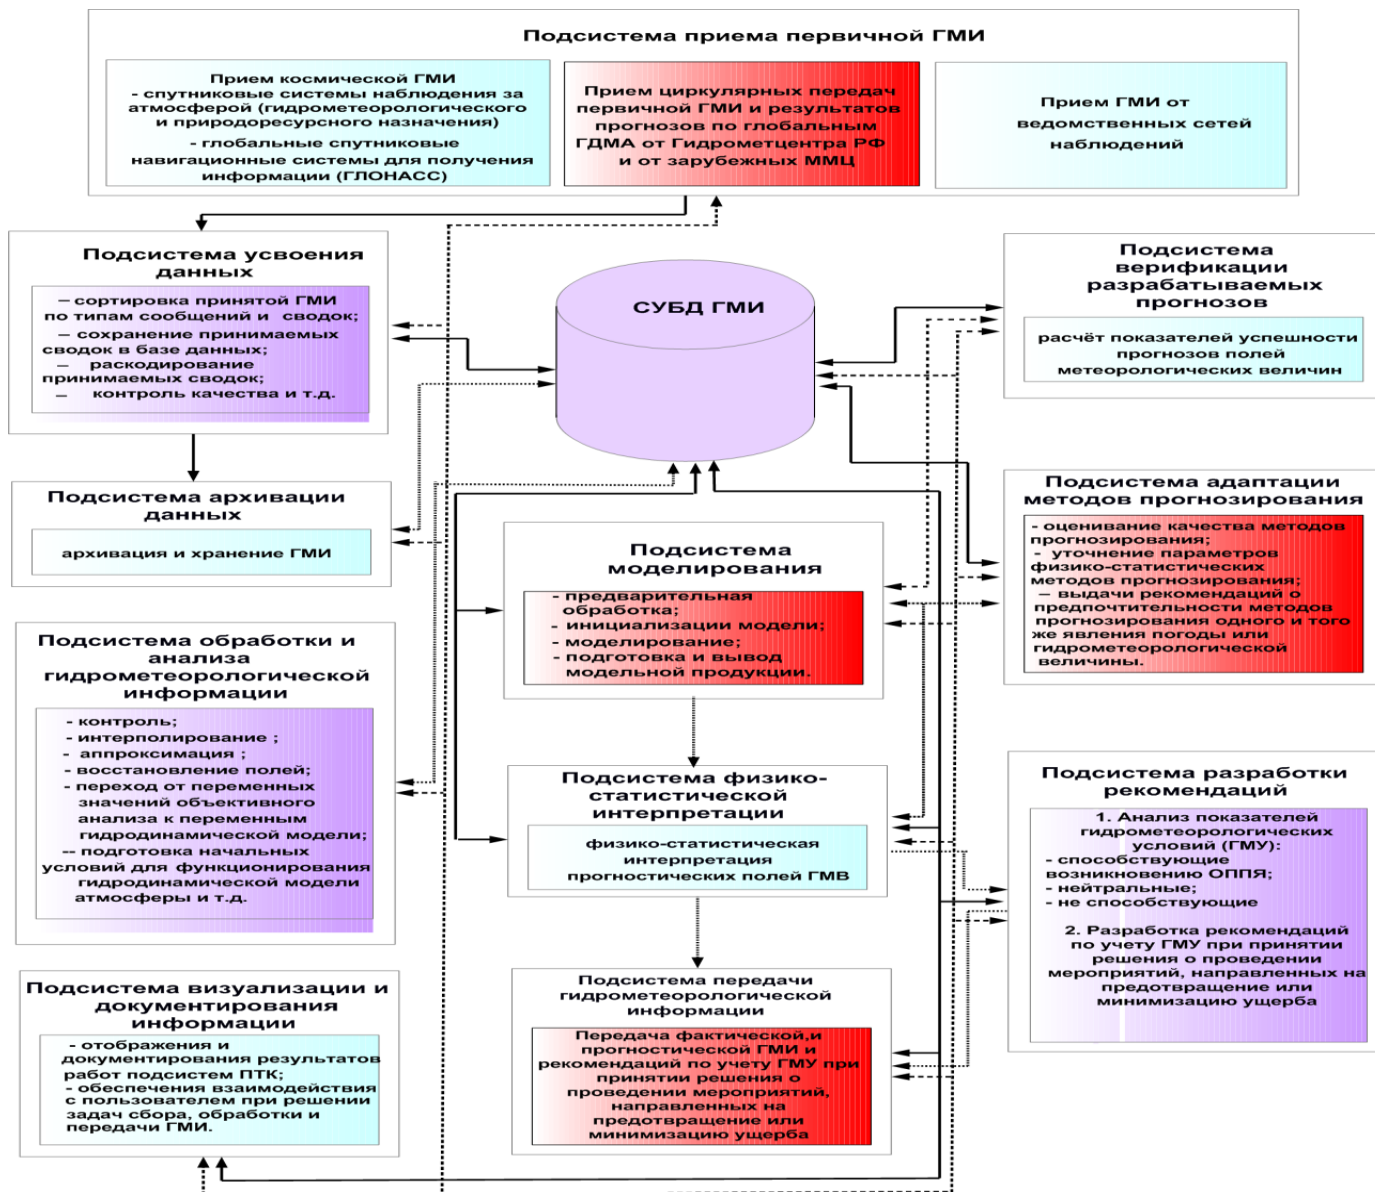 Подсистема приема первичной ГМИ
Прием космической ГМИ
- спутниковые системы наблюдения за
атмосферой (гидрометеорологического
и природоресурсного назначения)
- глобальные спутниковые
навигационные системы для получения
информации (ГЛОНАСС)
Прием циркулярных передач
первичной ГМИ и результатов
прогнозов по глобальным
ГДМА от Гидрометцентра РФ
и от зарубежных ММЦ
Прием ГМИ от
ведомственных сетей
наблюдений
Подсистема усвоения
данных
– сортировка принятой ГМИ
по типам сообщений и сводок;
– сохранение принимаемых
сводок в базе данных;
– раскодирование
принимаемых сводок;
– контроль качества и т.д.
СУБД ГМИ
Подсистема
верификации
разрабатываемых
прогнозов
расчёт показателей успешности
прогнозов полей
метеорологических величин
Подсистема архивации
данных
архивация и хранение ГМИ
Подсистема
моделирования
- предварительная
обработка;
- инициализации модели;
- моделирование;
- подготовка и вывод
модельной продукции.
Подсистема адаптации
методов прогнозирования
- оценивание качества методов
прогнозирования;
- уточнение параметров
физико-статистических
методов прогнозирования;
– выдачи рекомендаций о
предпочтительности методов
прогнозирования одного и того
же явления погоды или
гидрометеорологической
величины.
Подсистема обработки и
анализа
гидрометеорологической
информации
- контроль;
- интерполирование ;
- аппроксимация ;
- восстановление полей;
- переход от переменных
значений объективного
анализа к переменным
гидродинамической модели;
-- подготовка начальных
условий для функционирования
гидродинамической модели
атмосферы и т.д.
Подсистема физико-
статистической
интерпретации
физико-статистическая
интерпретация
прогностических полей ГМВ
Подсистема разработки
рекомендаций
1. Анализ показателей
гидрометеорологических
условий (ГМУ):
- способствующие
возникновению ОППЯ;
- нейтральные;
- не способствующие
2. Разработка рекомендаций
по учету ГМУ при принятии
решения о проведении
мероприятий, направленных на
предотвращение или
минимизацию ущерба
Подсистема визуализации и
документирования
информации
- отображения и
документирования результатов
работ подсистем ПТК;
- обеспечения взаимодействия
с пользователем при решении
задач сбора, обработки и
передачи ГМИ.
Подсистема передачи
гидрометеорологической
информации
Передача фактической,и
прогностической ГМИ и
рекомендаций по учету ГМУ при
принятии решения о
проведении мероприятий,
направленных на
предотвращение или
минимизацию ущерба